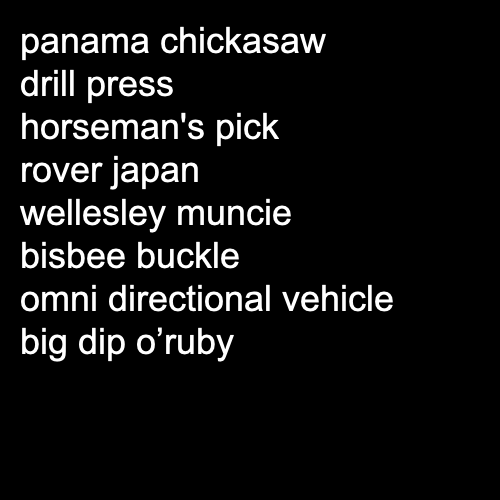 panama chickasaw
drill press
horseman's pick
rover japan
wellesley muncie
bisbee buckle
omni directional vehicle
big dip o’ruby